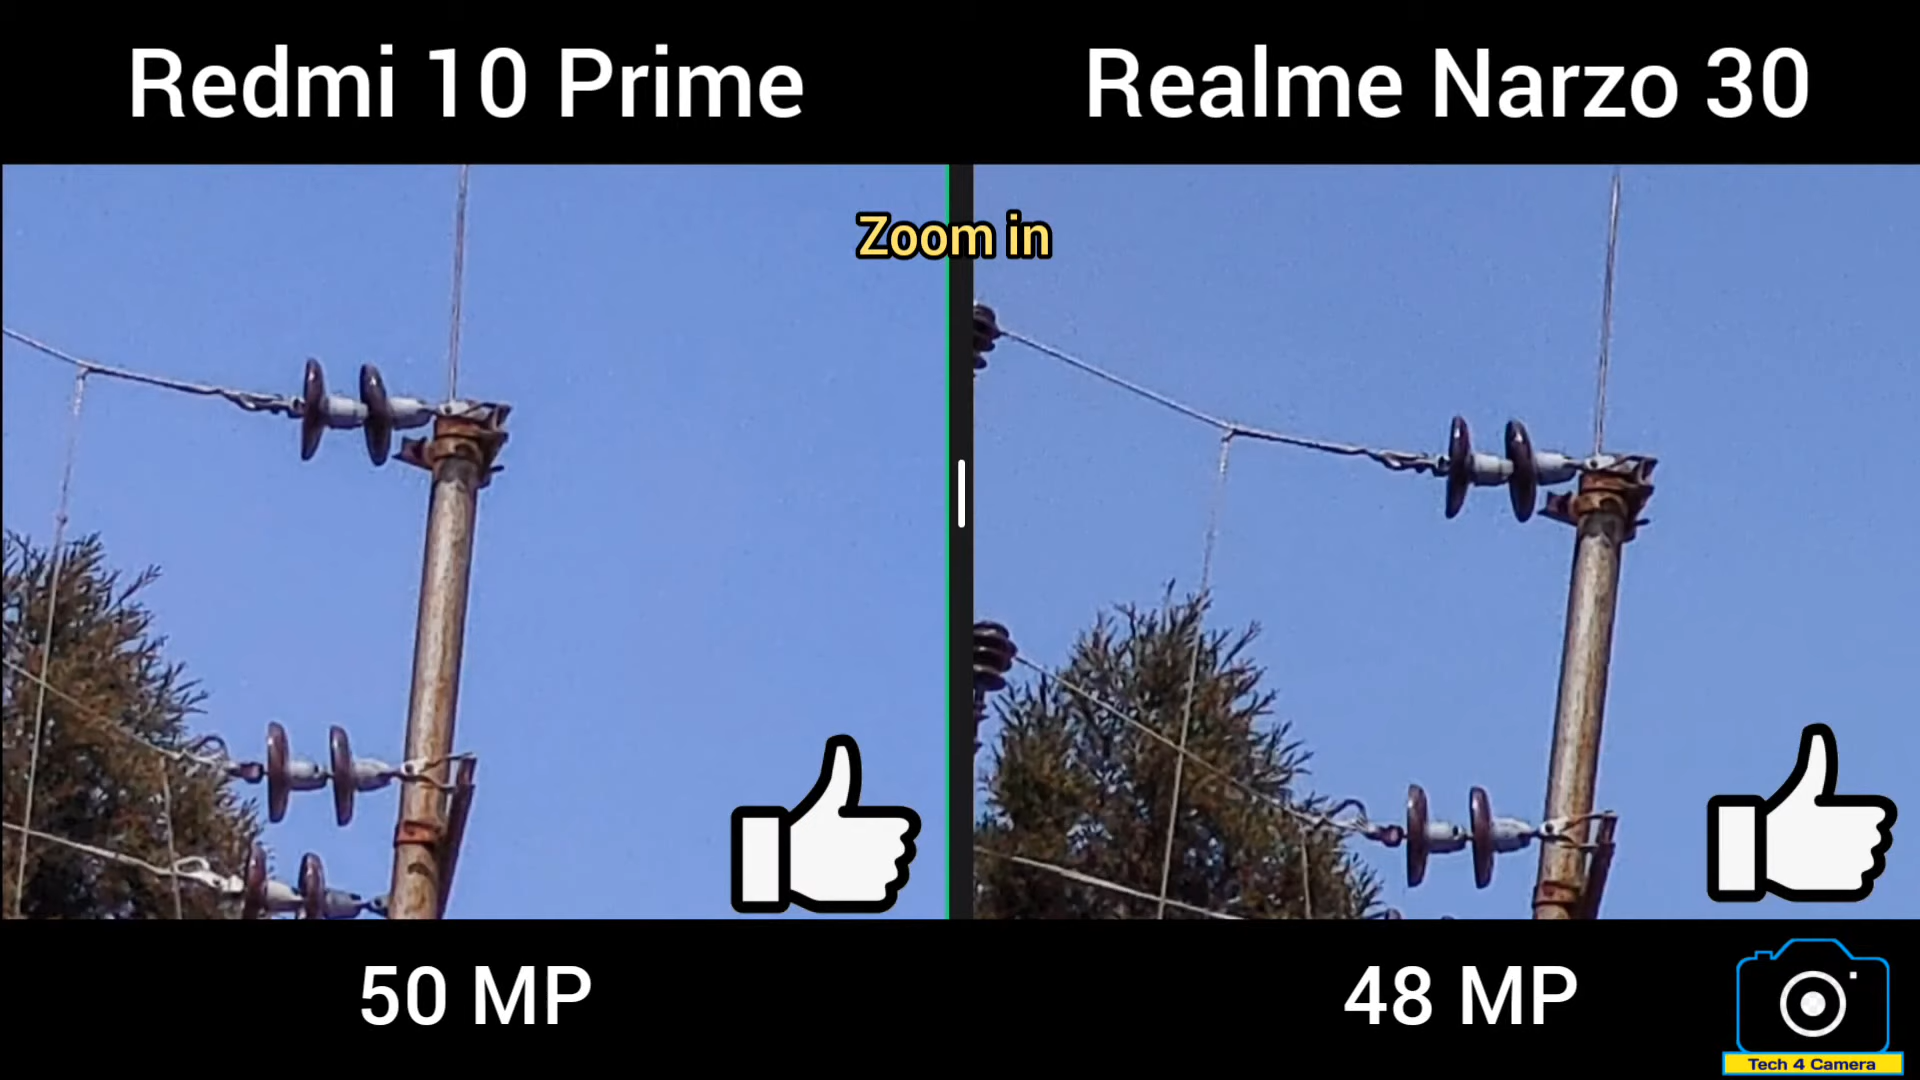 Redmi 10 Prime
Realme Narzo 30
Zoom in
50 MP
48 MP
Tech 4 Camera